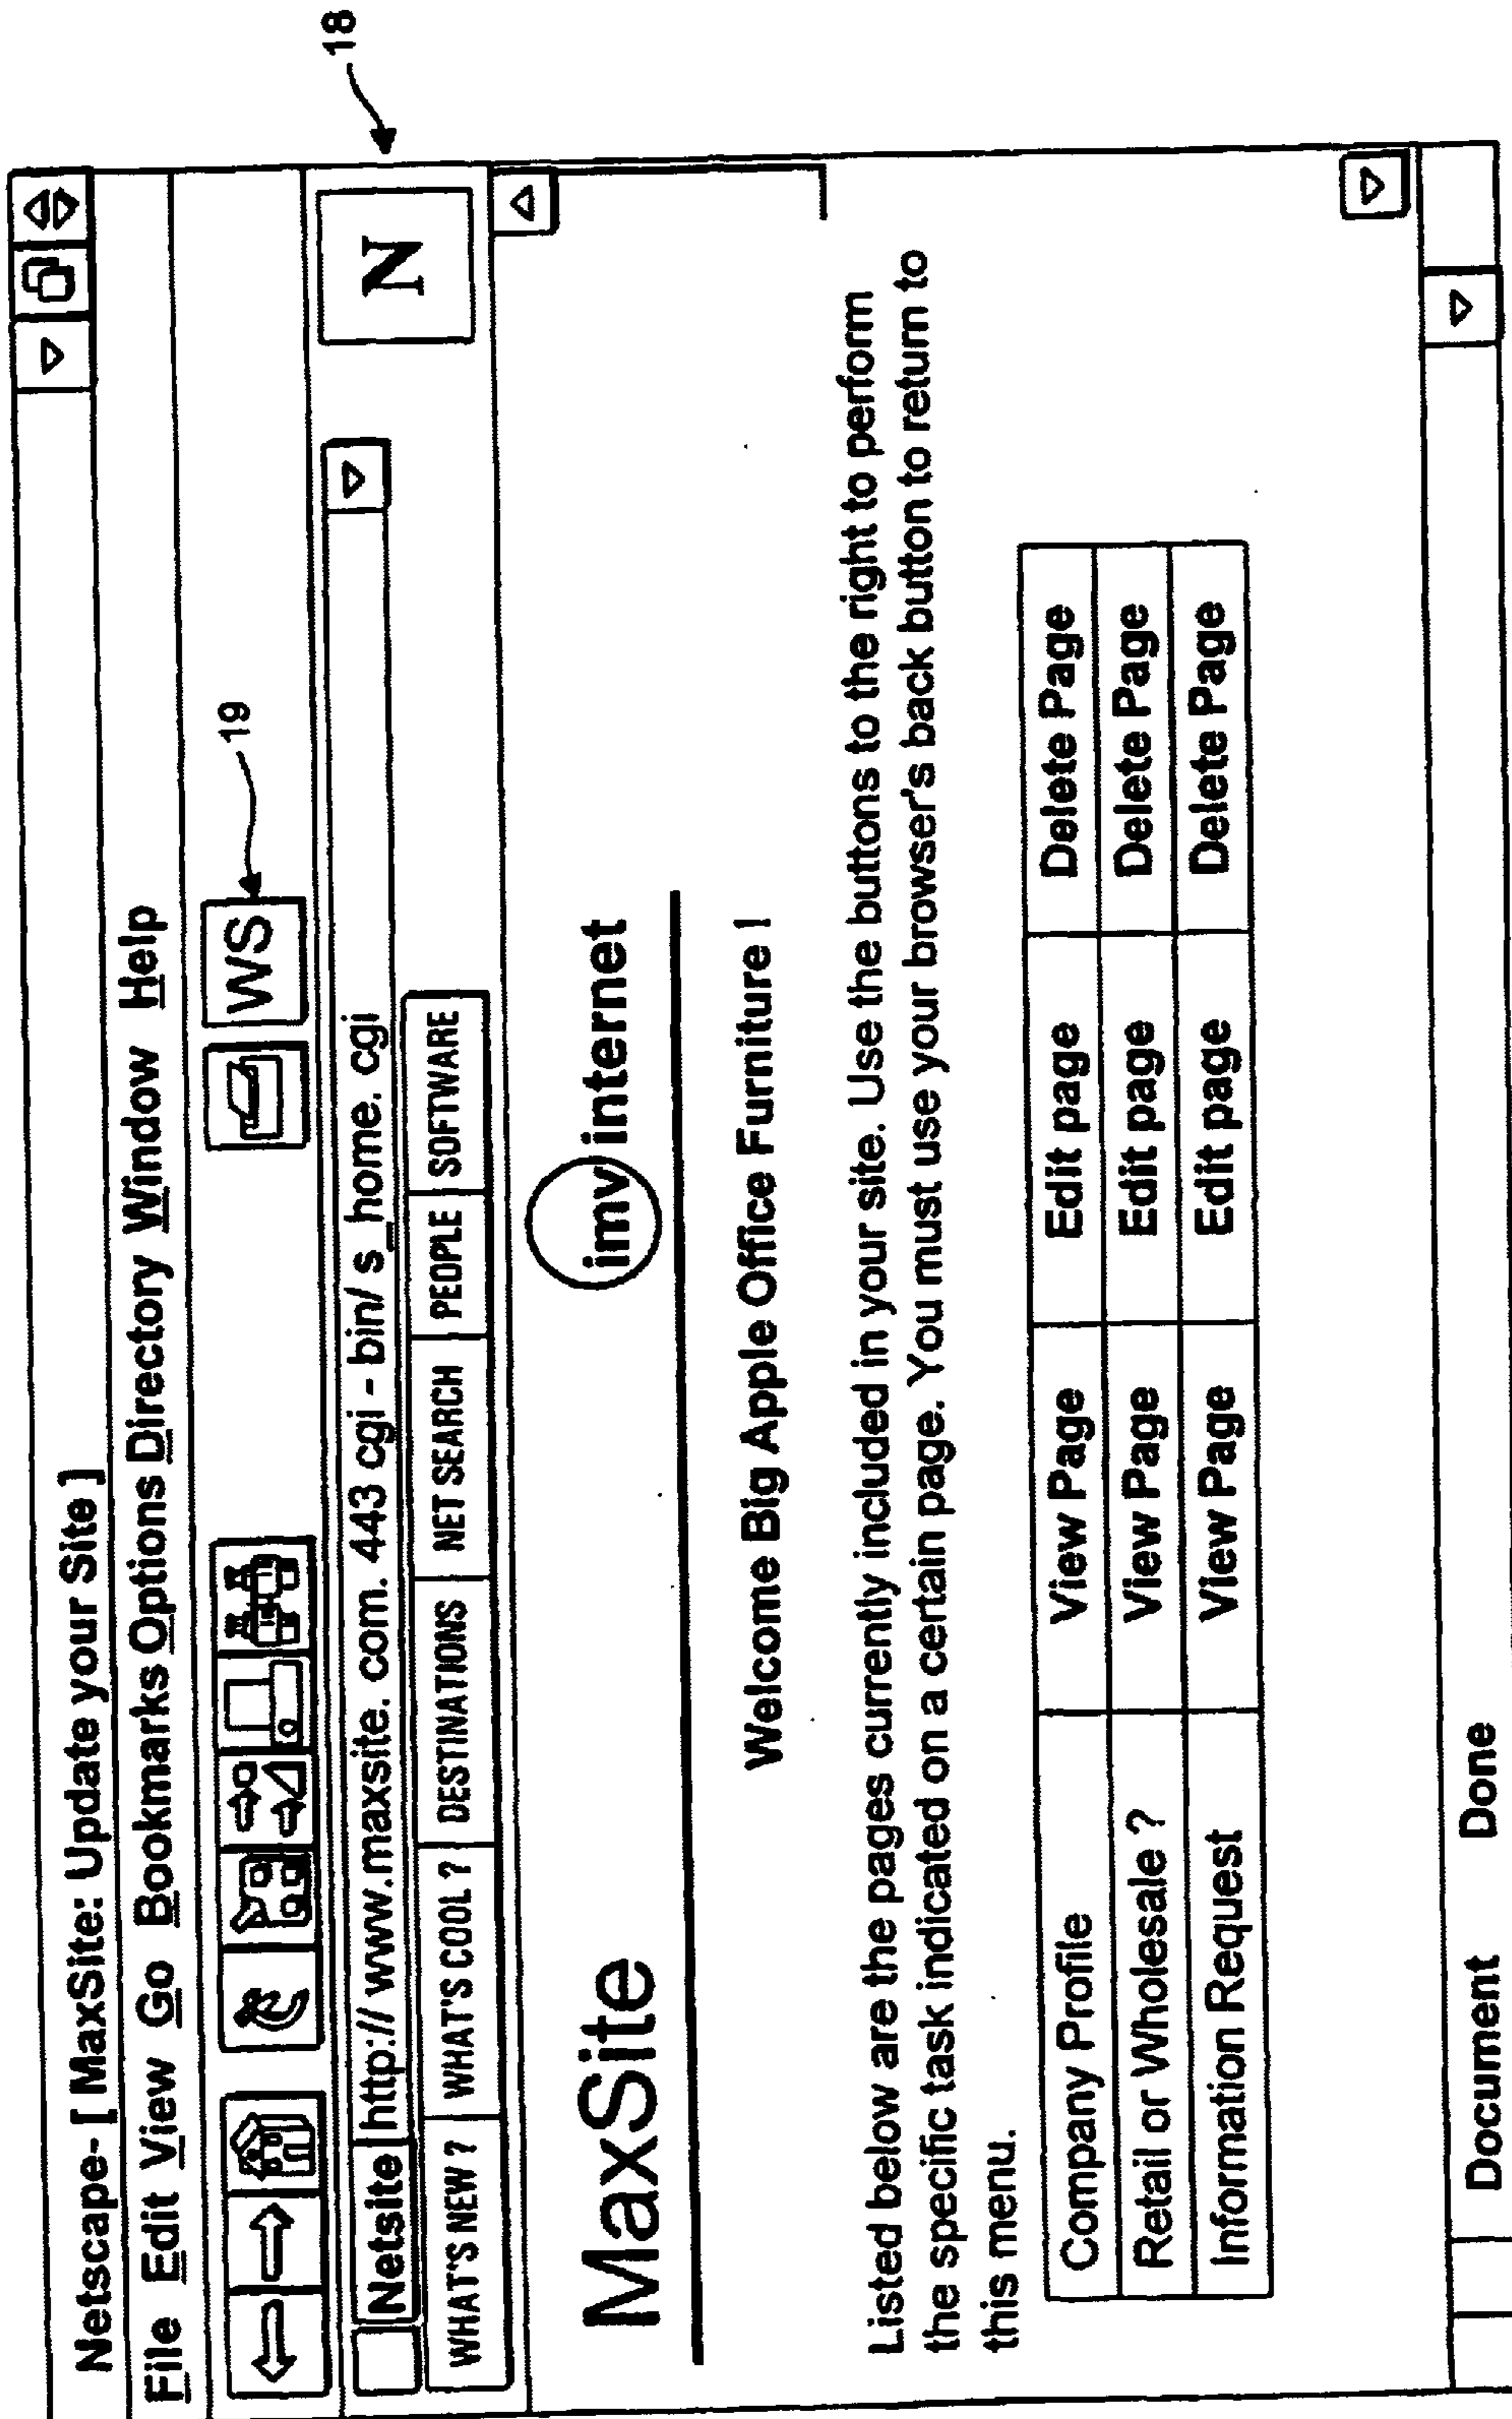 18
Netscape- [ MaxSite: Update your Site ]
File Edit View Go Bookmarks Options Directory Window Help
WS
19
Netsite http:// www.maxsite. com. 443 cgi - bin/ s_home. cgi
N
WHAT'S NEW ? WHAT'S COOL ? DESTINATIONS NET SEARCH PEOPLE SOFTWARE
MaxSite imv internet
Welcome Big Apple Office Furniture !
Listed below are the pages currently included in your site. Use the buttons to the right to perform
the specific task indicated on a certain page. You must use your browser's back button to return to
this menu.
Company Profile View Page Edit page Delete Page
Retail or Wholesale ? View Page Edit page Delete Page
Information Request View Page Edit page Delete Page
Document Done